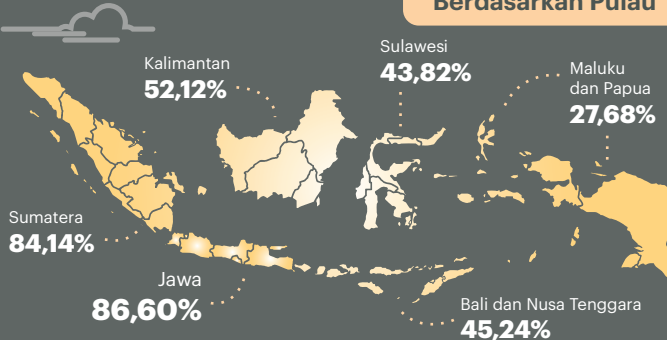 Berdasarkan Pulau
Kalimantan
52,12%
Sulawesi
43,82%
Maluku
dan Papua
27,68%
Sumatera
84,14%
Jawa
86,60%
Bali dan Nusa Tenggara
45,24%